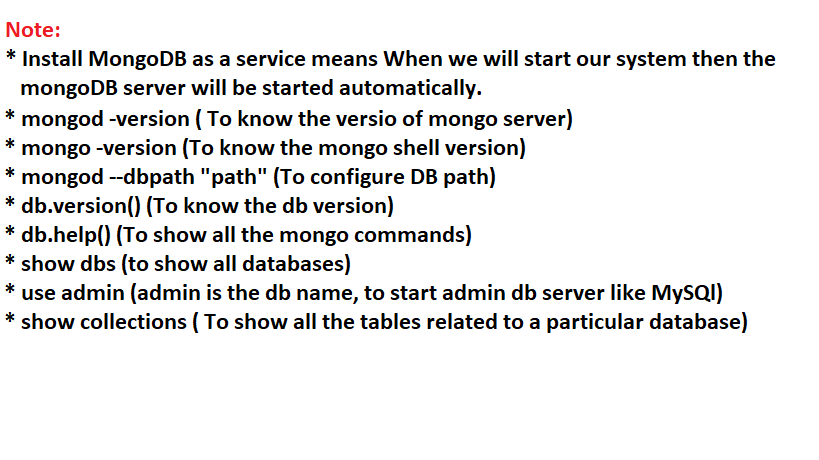 Note:
* Install MongoDB as a service means When we will start our system then the
mongoDB server will be started automatically.
* mongod -version ( To know the versio of mongo server)
* mongo -version (To know the mongo shell version)
* mongod --dbpath "path" (To configure DB path)
* db.version() (To know the db version)
* db.help() (To show all the mongo commands)
* show dbs (to show all databases)
* use admin (admin is the db name, to start admin db server like MySQl)
* show collections ( To show all the tables related to a particular database)